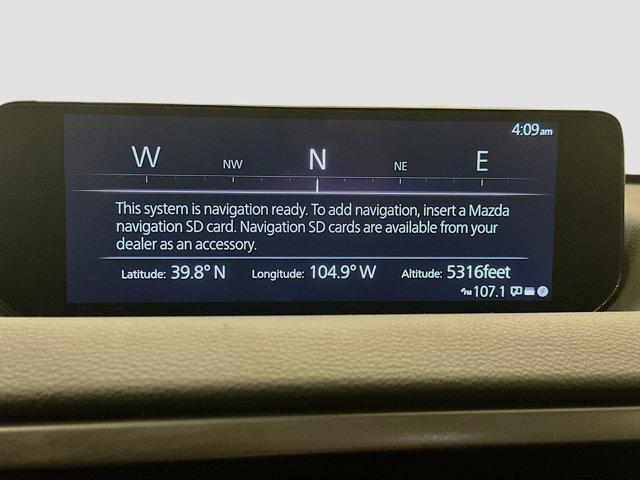 4:09am
W NW N NE E
This system is navigation ready. To add navigation, insert a Mazda
navigation SD card. Navigation SD cards are available from your
dealer as an accessory.
Latitude: 39.8° N Longitude: 104.9° W Altitude: 5316feet
FM 107.1